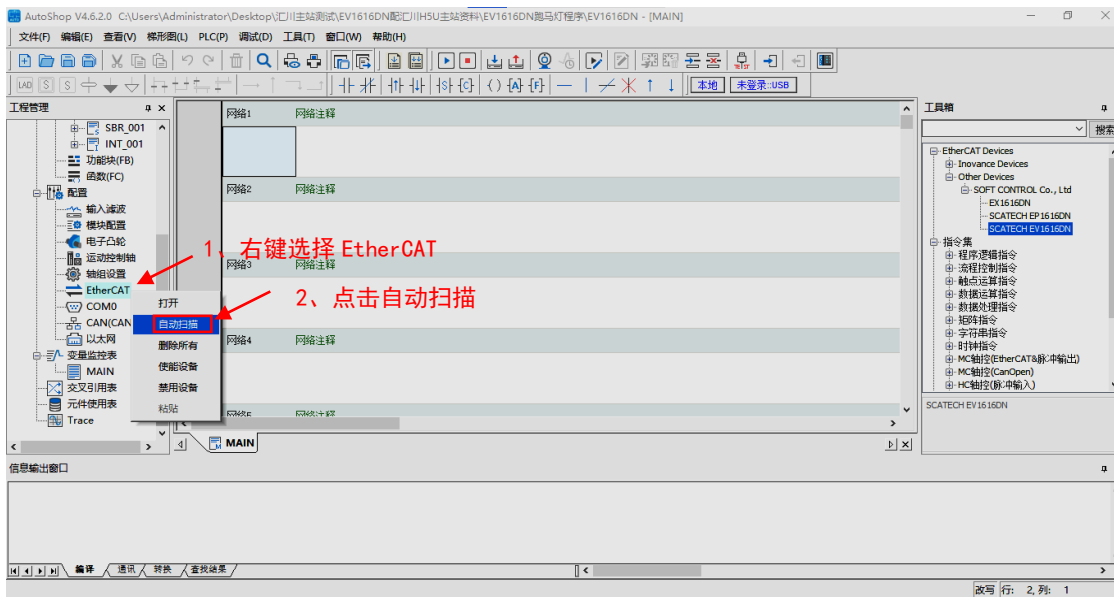 AutoShop V4.6.2.0 C:\Users\Administrator\Desktop\汇川主站测试\EV1616DN配汇川H5U主站资料\EV1616DN跑马灯程序\EV1616DN - [MAIN]
文件(F) 编辑(E) 查看(V) 梯形图(L) PLC(P) 调试(D) 工具(T) 窗口(W) 帮助(H)
本地 未登录::USB
工程管理
SBR_001
INT_001
功能块(FB)
函数(FC)
配置
输入滤波
模块配置
电子凸轮
运动控制轴
轴组设置
EtherCAT
COM0
CAN(CAN
以太网
变量监控表
MAIN
交叉引用表
元件使用表
Trace
打开
自动扫描
删除所有
使能设备
禁用设备
粘贴
网络1 网络注释
网络2 网络注释
网络3 网络注释
网络4 网络注释
网络5 网络注释
1、右键选择 EtherCAT
2、点击自动扫描
MAIN
工具箱
搜索
EtherCAT Devices
Inovance Devices
Other Devices
SOFT CONTROL Co., Ltd
EX1616DN
SCATECH EP1616DN
SCATECH EV1616DN
指令集
程序逻辑指令
流程控制指令
触点运算指令
数据运算指令
数据处理指令
矩阵指令
字符串指令
时钟指令
MC轴控(EtherCAT&脉冲输出)
MC轴控(CanOpen)
HC轴控(脉冲输入)
SCATECH EV1616DN
信息输出窗口
编译 通讯 转换 查找结果
改写 行: 2, 列: 1